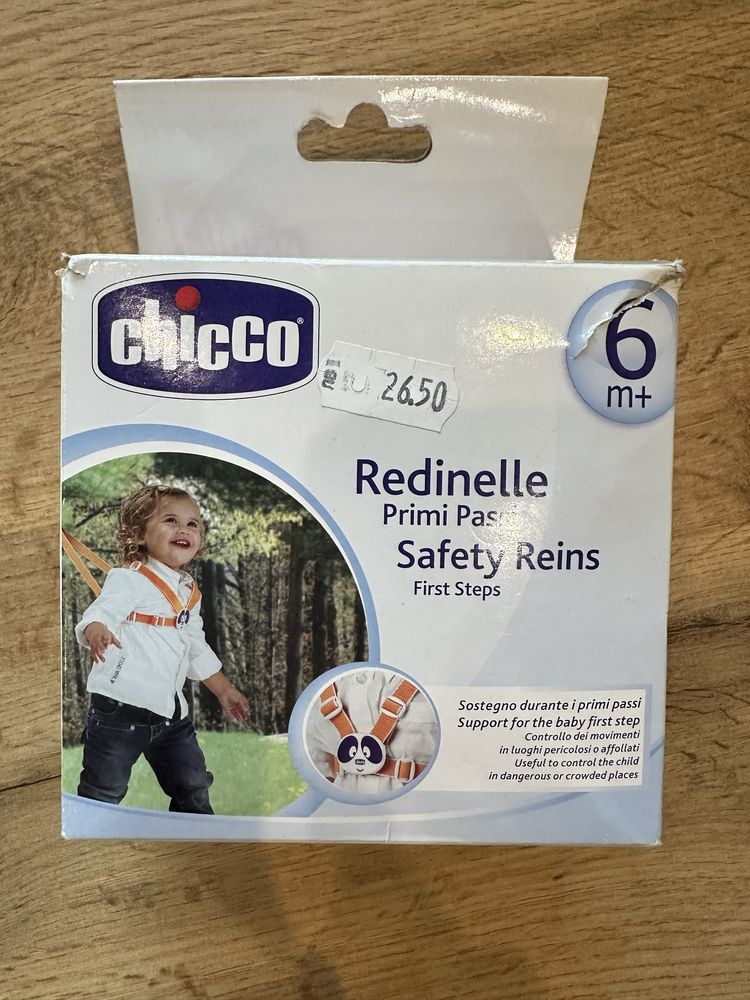 chicco®
26.50
6
m+
Redinelle
Primi Passi
Safety Reins
First Steps
Sostegno durante i primi passi
Support for the baby first step
Controllo dei movimenti
in luoghi pericolosi o affollati
Useful to control the child
in dangerous or crowded places